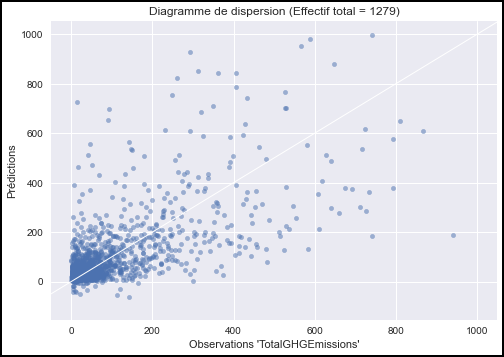 Diagramme de dispersion (Effectif total = 1279)
Prédictions
1000
800
600
400
200
0
0 200 400 600 800 1000
Observations 'TotalGHGEmissions'